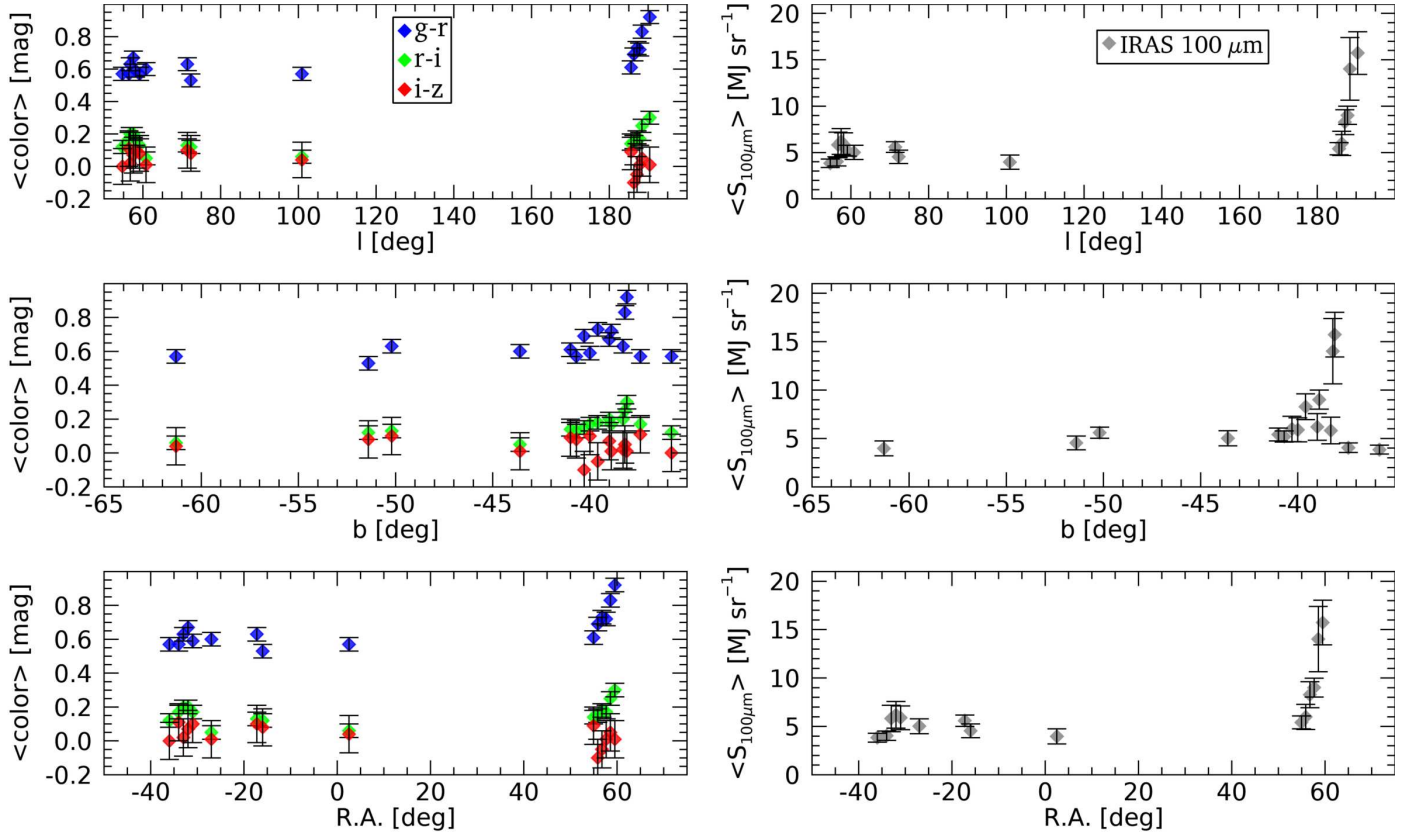 <color> [mag]
0.8
0.6
0.4
0.2
0.0
-0.2
g-r
r-i
i-z
60 80 100 120 140 160 180
l [deg]
<S100μm> [MJ sr−1]
20
15
10
5
0
IRAS 100 μm
60 80 100 120 140 160 180
l [deg]
<color> [mag]
0.8
0.6
0.4
0.2
0.0
-0.2
-65 -60 -55 -50 -45 -40
b [deg]
<S100μm> [MJ sr−1]
20
15
10
5
0
-65 -60 -55 -50 -45 -40
b [deg]
<color> [mag]
0.8
0.6
0.4
0.2
0.0
-0.2
-40 -20 0 20 40 60
R.A. [deg]
<S100μm> [MJ sr−1]
20
15
10
5
0
-40 -20 0 20 40 60
R.A. [deg]